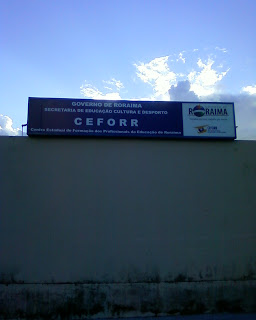 GOVERNO DE RORAIMA
SECRETARIA DE EDUCAÇÃO CULTURA E DESPORTO
CEFORR
Centro Estadual de Formação dos Profissionais da Educação de Roraima
RORAIMA